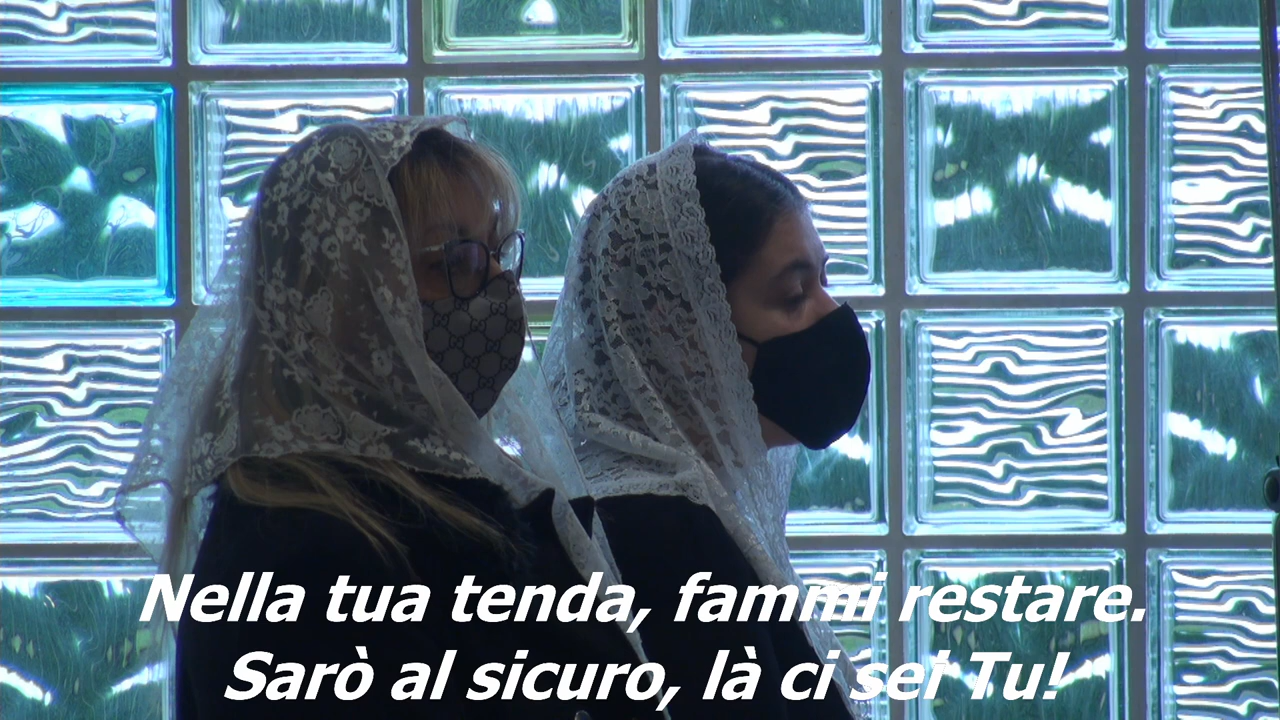 Nella tua tenda, fammi restare.
Sarò al sicuro, là ci sei Tu!